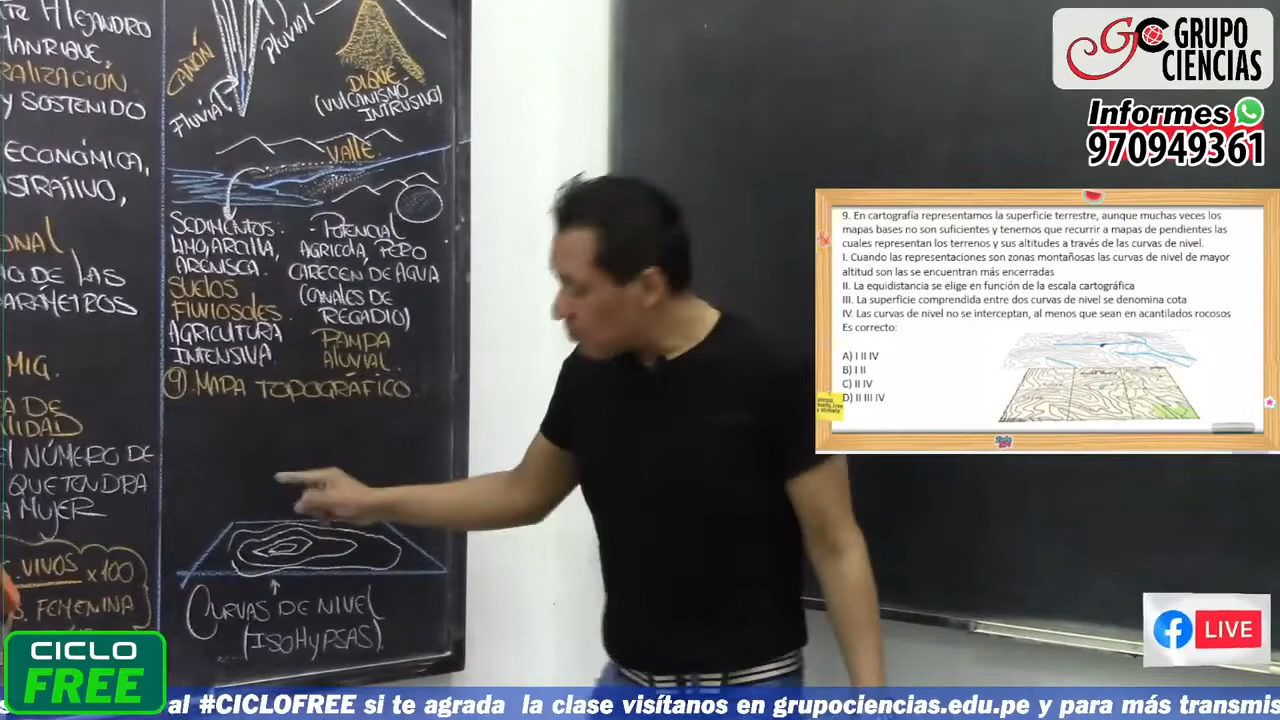 ALEJANDRO
MANRIQUE.
RALIZACIÓN
Y SOSTENIDO
ECONÓMICA,
STRATIVO,
ONAL
DE LAS
PARÁMETROS
MIG.
A DE
IDAD
EL NÚMERO DE
QUE TENDRA
A MUJER
VIVOS x100
S. FEMENINA
CAÑÓN
PLUVIAL
FLUVIAL
DIQUE
(VULCANISMO
INTRUSIVO)
VALLE.
SEDIMENTOS:
LIMO, ARCILLA,
ARENISCA.
SUELOS
FLUVIOSOLES.
AGRICULTURA
INTENSIVA.
- POTENCIAL
AGRICOLA, PERO
CARECEN DE AGUA
(CANALES DE
REGADIO)
PAMPA
ALUVIAL.
9. MAPA TOPOGRÁFICO
CURVAS DE NIVEL
(ISOHYPSAS).
GC GRUPO
CIENCIAS
Informes
970949361
9. En cartografía representamos la superficie terrestre, aunque muchas veces los
mapas bases no son suficientes y tenemos que recurrir a mapas de pendientes las
cuales representan los terrenos y sus altitudes a través de las curvas de nivel.
I. Cuando las representaciones son zonas montañosas las curvas de nivel de mayor
altitud son las se encuentran más encerradas
II. La equidistancia se elige en función de la escala cartográfica
III. La superficie comprendida entre dos curvas de nivel se denomina cota
IV. Las curvas de nivel no se interceptan, al menos que sean en acantilados rocosos
Es correcto:
A) I II IV
B) I II
C) II IV
D) II III IV
LIVE
CICLO
FREE
al #CICLOFREE si te agrada la clase visítanos en grupociencias.edu.pe y para más transmis